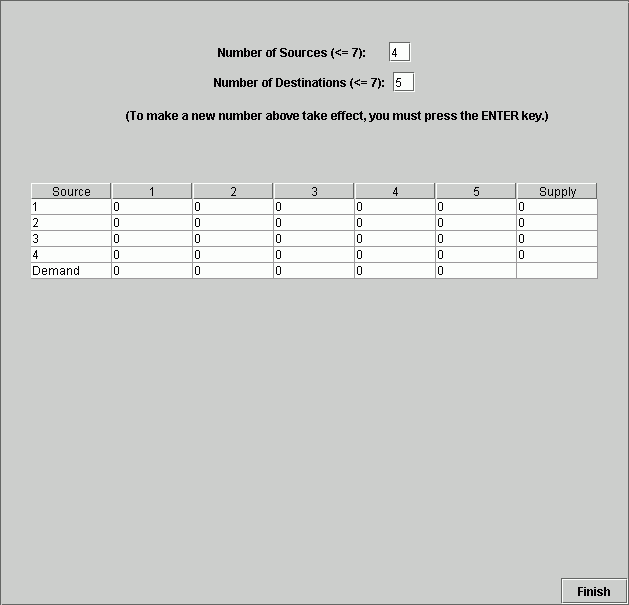 Number of Sources (<= 7): 4
Number of Destinations (<= 7): 5
(To make a new number above take effect, you must press the ENTER key.)
Source 1 2 3 4 5 Supply
1 0 0 0 0 0 0
2 0 0 0 0 0 0
3 0 0 0 0 0 0
4 0 0 0 0 0 0
Demand 0 0 0 0 0
Finish